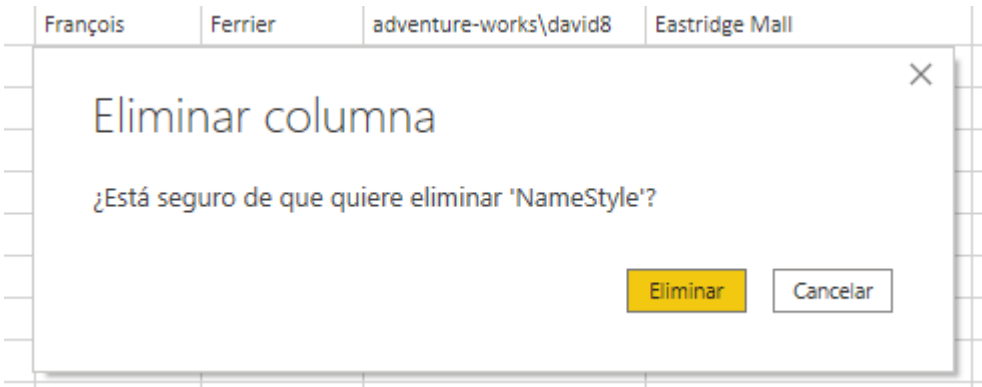 François Ferrier adventure-works\david8 Eastridge Mall
Eliminar columna
¿Está seguro de que quiere eliminar 'NameStyle'?
Eliminar Cancelar